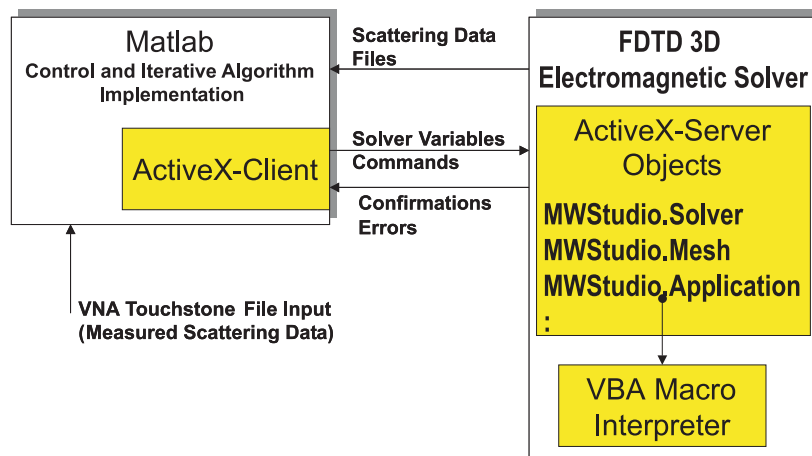 Matlab
Control and Iterative Algorithm
Implementation
ActiveX-Client
VNA Touchstone File Input
(Measured Scattering Data)
Scattering Data
Files
Solver Variables
Commands
Confirmations
Errors
FDTD 3D
Electromagnetic Solver
ActiveX-Server
Objects
MWStudio.Solver
MWStudio.Mesh
MWStudio.Application
:
VBA Macro
Interpreter